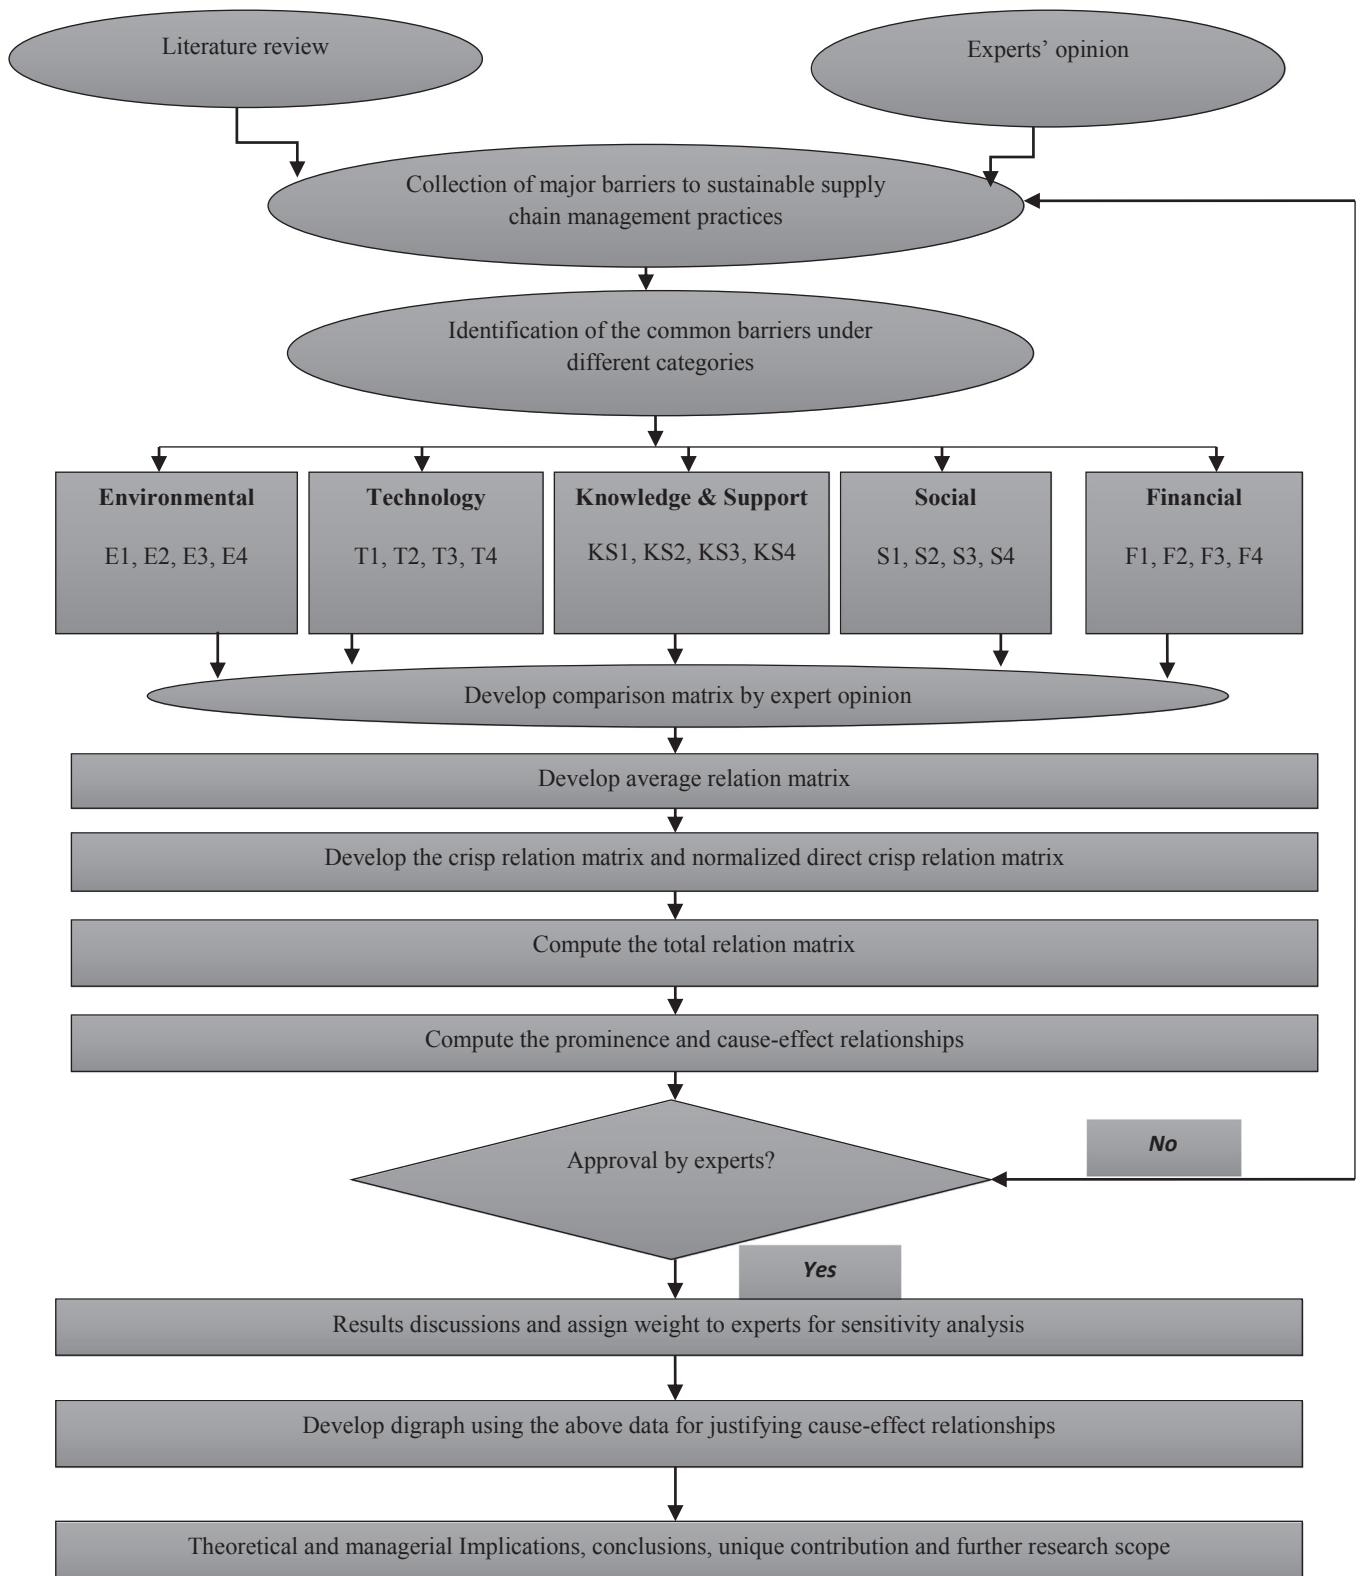 Literature review
Experts’ opinion
Collection of major barriers to sustainable supply
chain management practices
Identification of the common barriers under
different categories
Environmental
E1, E2, E3, E4
Technology
T1, T2, T3, T4
Knowledge & Support
KS1, KS2, KS3, KS4
Social
S1, S2, S3, S4
Financial
F1, F2, F3, F4
Develop comparison matrix by expert opinion
Develop average relation matrix
Develop the crisp relation matrix and normalized direct crisp relation matrix
Compute the total relation matrix
Compute the prominence and cause-effect relationships
Approval by experts?
No
Yes
Results discussions and assign weight to experts for sensitivity analysis
Develop digraph using the above data for justifying cause-effect relationships
Theoretical and managerial Implications, conclusions, unique contribution and further research scope